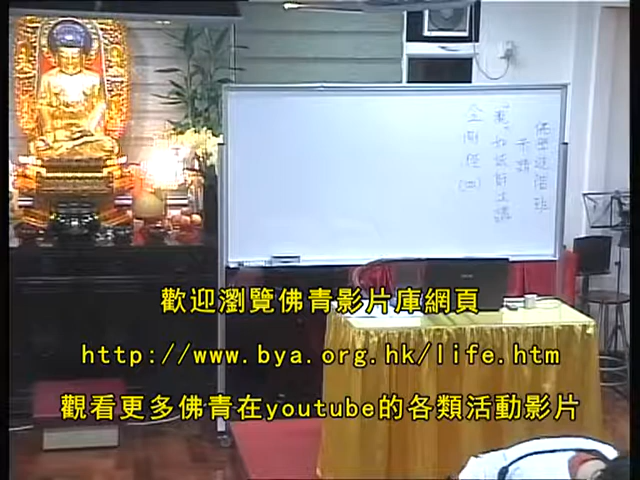 佛學進階班
金剛經(四)
歡迎瀏覽佛青影片庫網頁
http://www.bya.org.hk/life.htm
觀看更多佛青在youtube的各類活動影片